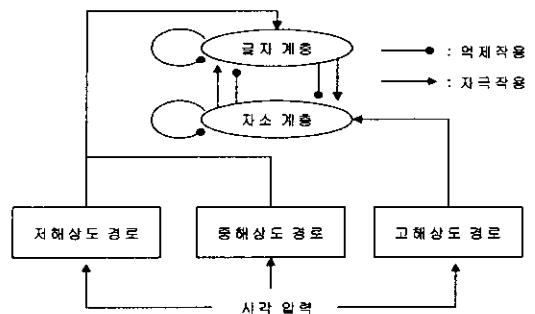 글자 계층
: 억제작용
: 자극작용
자소 계층
저해상도 경로
중해상도 경로
고해상도 경로
시각 입력